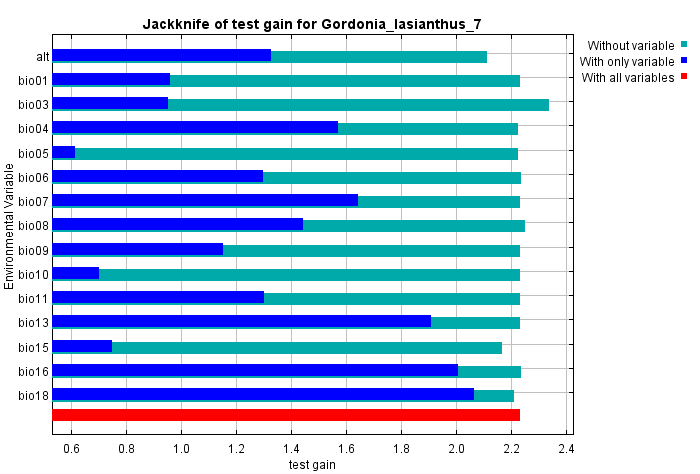 Jackknife of test gain for Gordonia_lasianthus_7
Without variable
With only variable
With all variables
Environmental Variable
alt
bio01
bio03
bio04
bio05
bio06
bio07
bio08
bio09
bio10
bio11
bio13
bio15
bio16
bio18
0.6 0.8 1.0 1.2 1.4 1.6 1.8 2.0 2.2 2.4
test gain